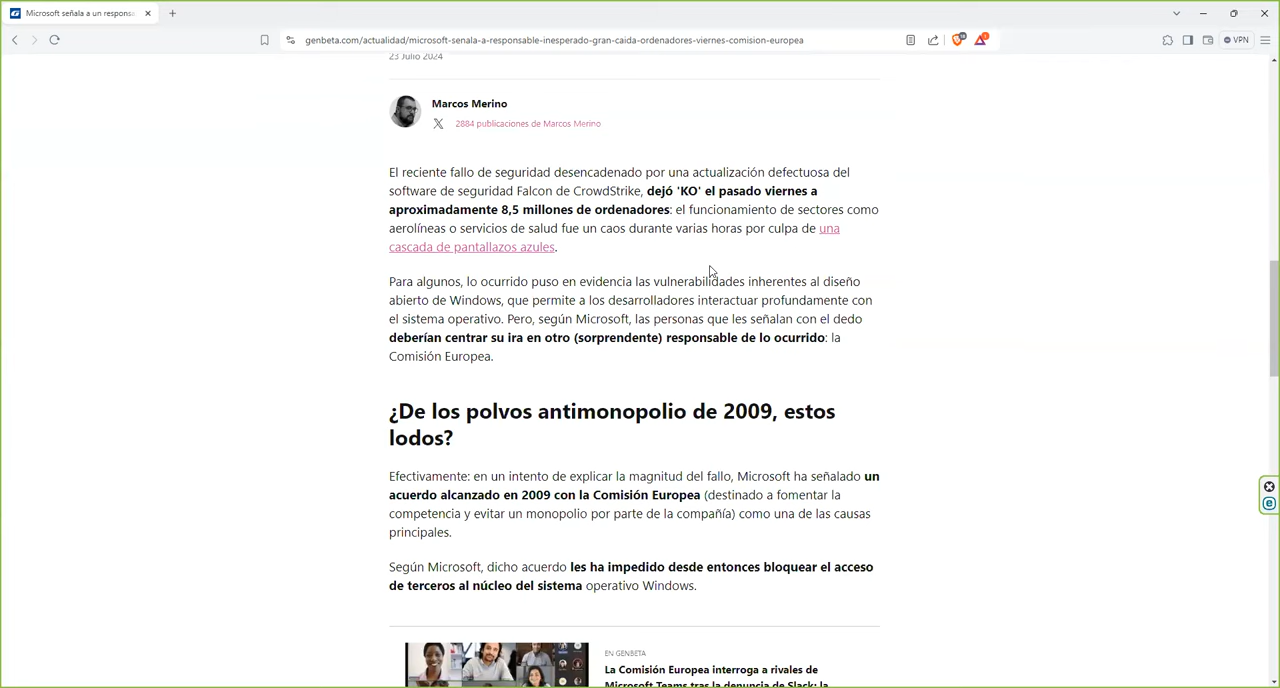 Microsoft señala a un respons
genbeta.com/actualidad/microsoft-senala-a-responsable-inesperado-gran-caida-ordenadores-viernes-comision-europea
VPN
23 Julio 2024
Marcos Merino
2884 publicaciones de Marcos Merino
El reciente fallo de seguridad desencadenado por una actualización defectuosa del
software de seguridad Falcon de CrowdStrike, dejó 'KO' el pasado viernes a
aproximadamente 8,5 millones de ordenadores: el funcionamiento de sectores como
aerolíneas o servicios de salud fue un caos durante varias horas por culpa de una
cascada de pantallazos azules.
Para algunos, lo ocurrido puso en evidencia las vulnerabilidades inherentes al diseño
abierto de Windows, que permite a los desarrolladores interactuar profundamente con
el sistema operativo. Pero, según Microsoft, las personas que les señalan con el dedo
deberían centrar su ira en otro (sorprendente) responsable de lo ocurrido: la
Comisión Europea.
¿De los polvos antimonopolio de 2009, estos
lodos?
Efectivamente: en un intento de explicar la magnitud del fallo, Microsoft ha señalado un
acuerdo alcanzado en 2009 con la Comisión Europea (destinado a fomentar la
competencia y evitar un monopolio por parte de la compañía) como una de las causas
principales.
Según Microsoft, dicho acuerdo les ha impedido desde entonces bloquear el acceso
de terceros al núcleo del sistema operativo Windows.
EN GENBETA
La Comisión Europea interroga a rivales de
Microsoft Teams tras la denuncia de Slack: la